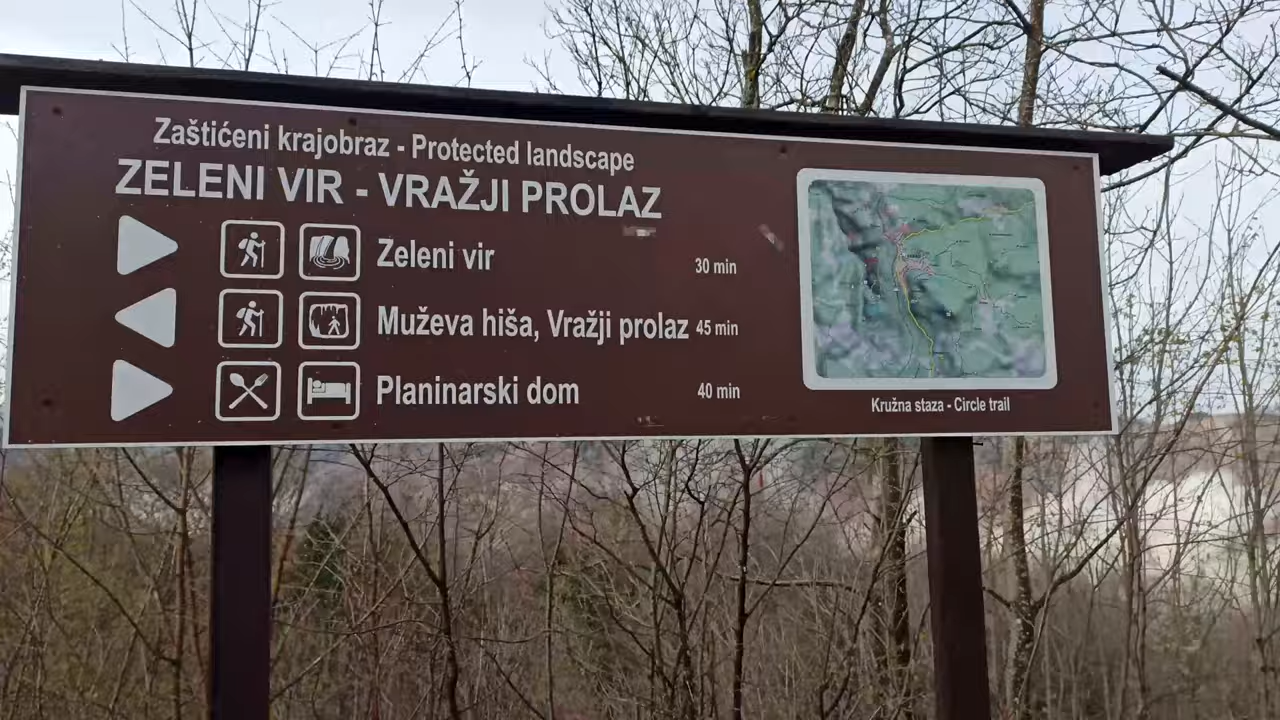 Zaštićeni krajobraz - Protected landscape
ZELENI VIR - VRAŽJI PROLAZ
Zeleni vir 30 min
Muževa hiša, Vražji prolaz 45 min
Planinarski dom 40 min
Kružna staza - Circle trail